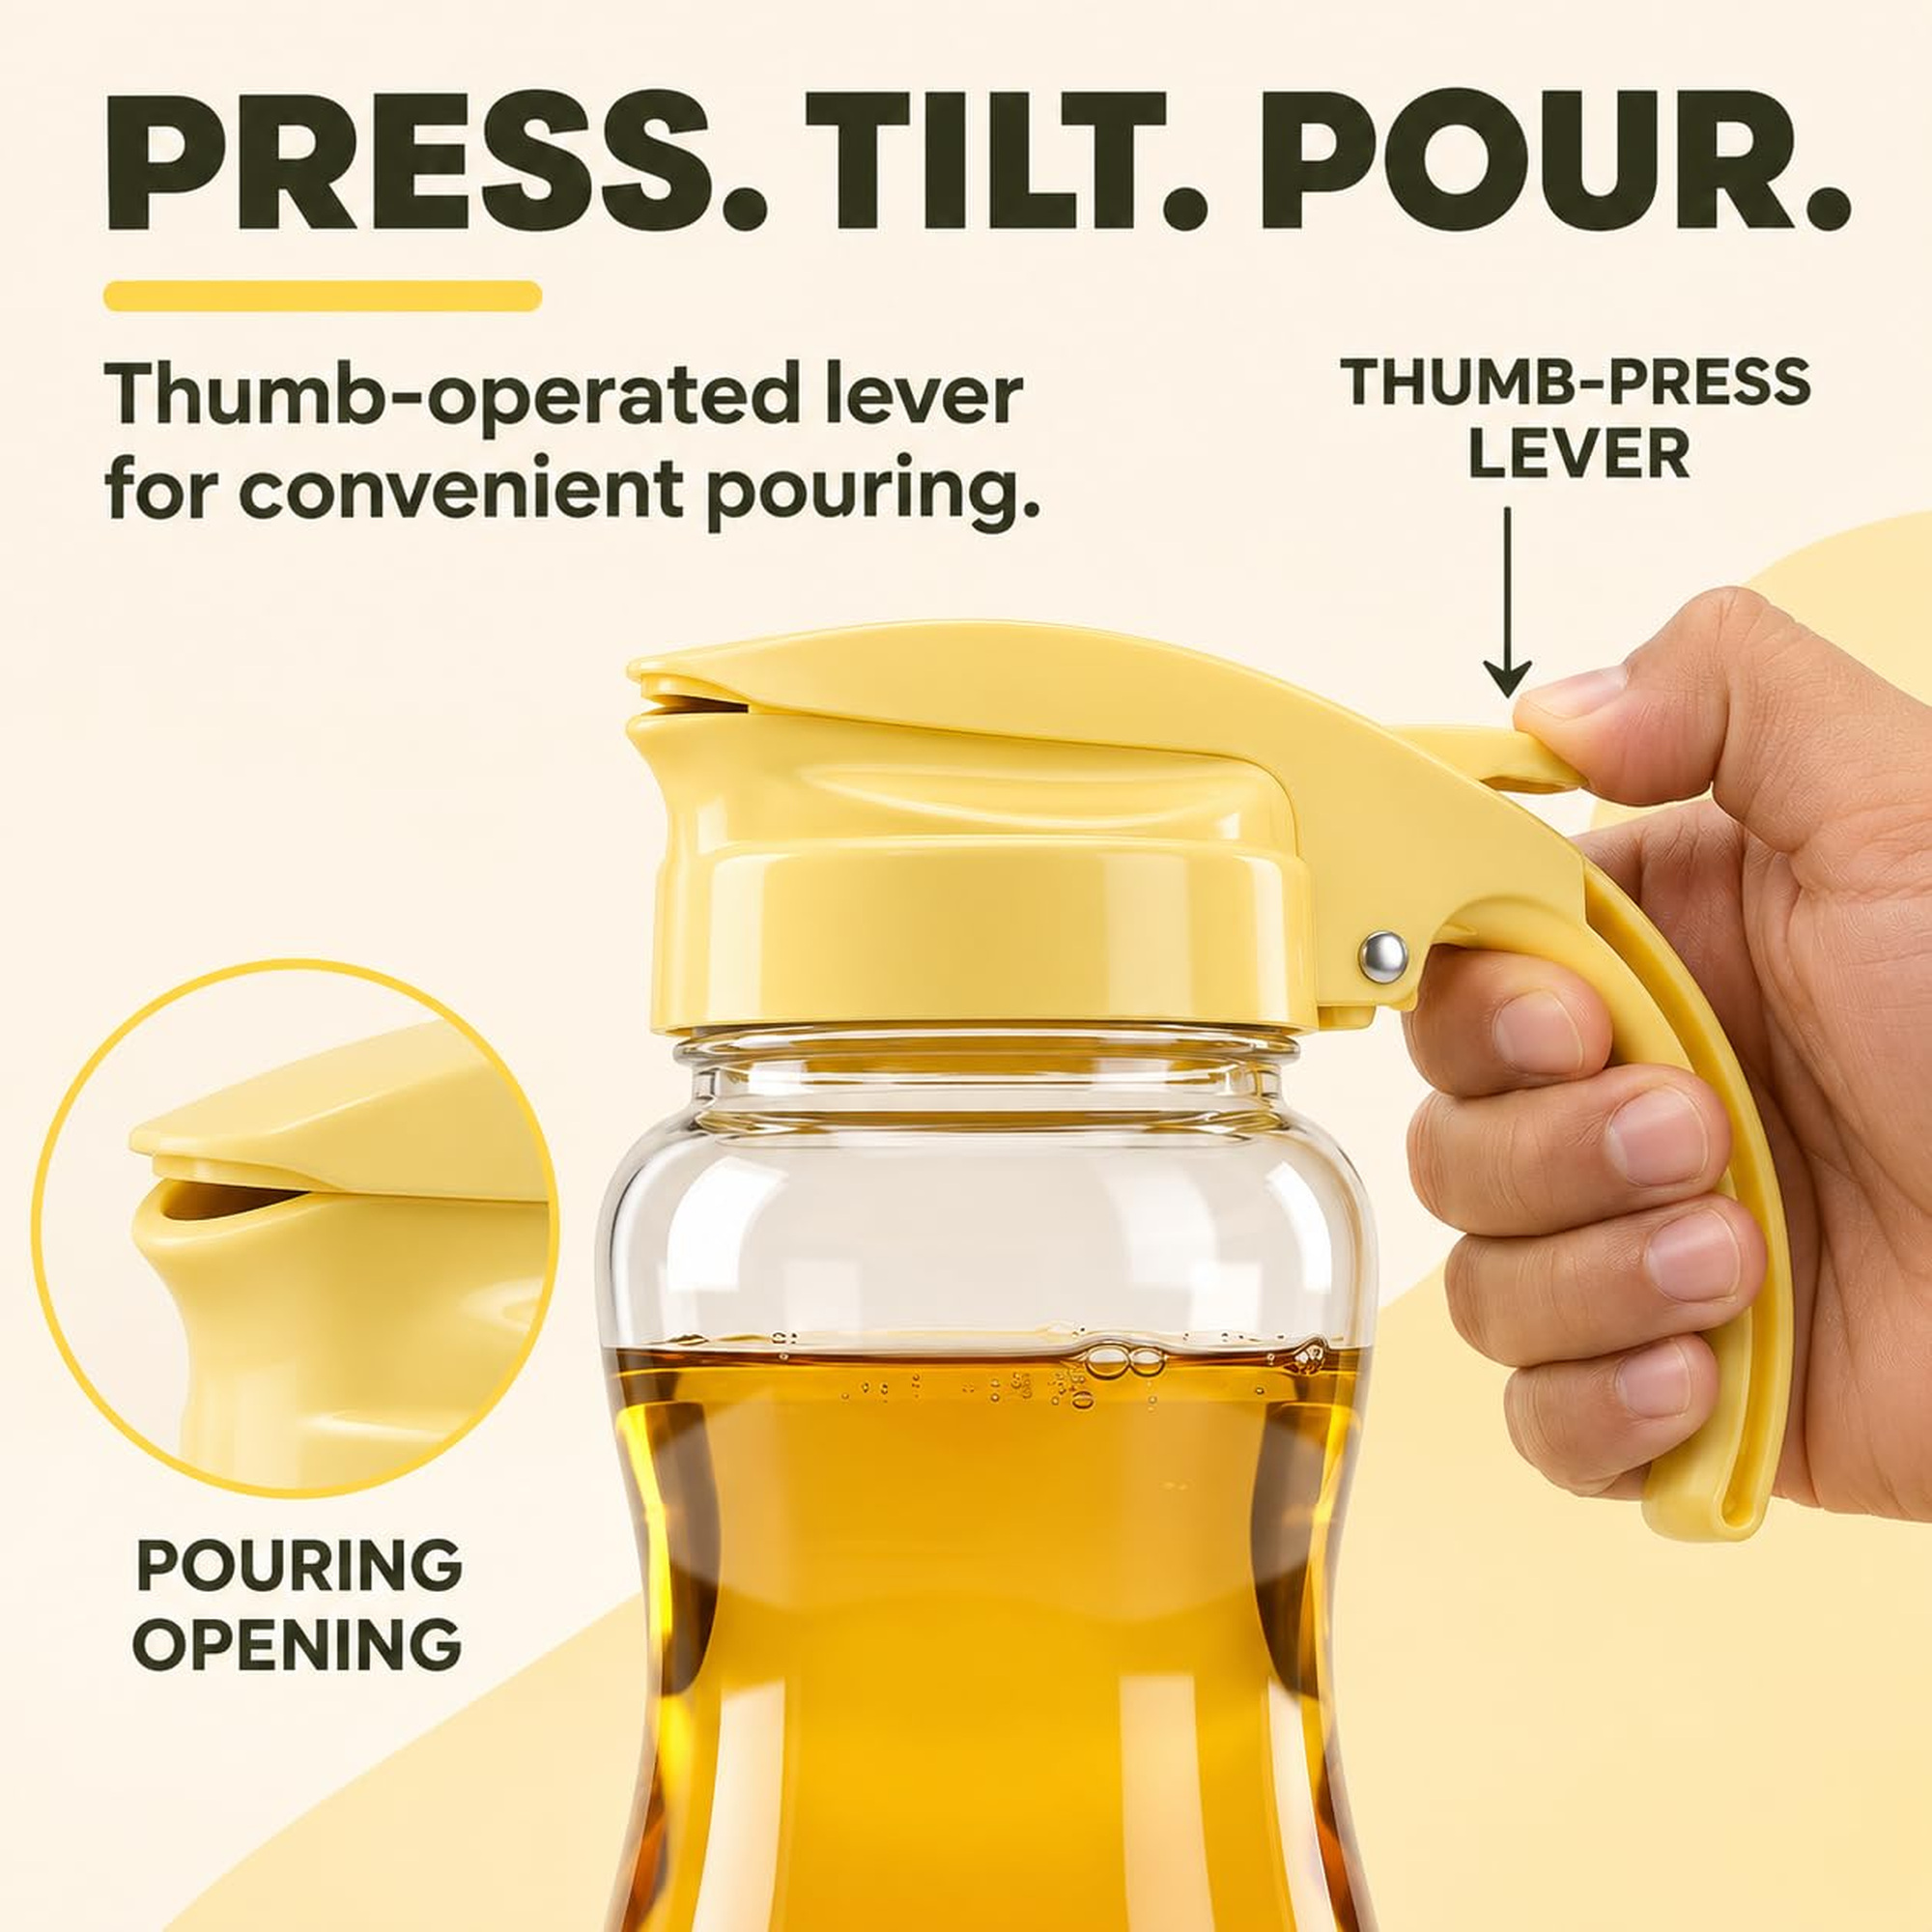 PRESS. TILT. POUR.
Thumb-operated lever
for convenient pouring.
THUMB-PRESS
LEVER
POURING
OPENING